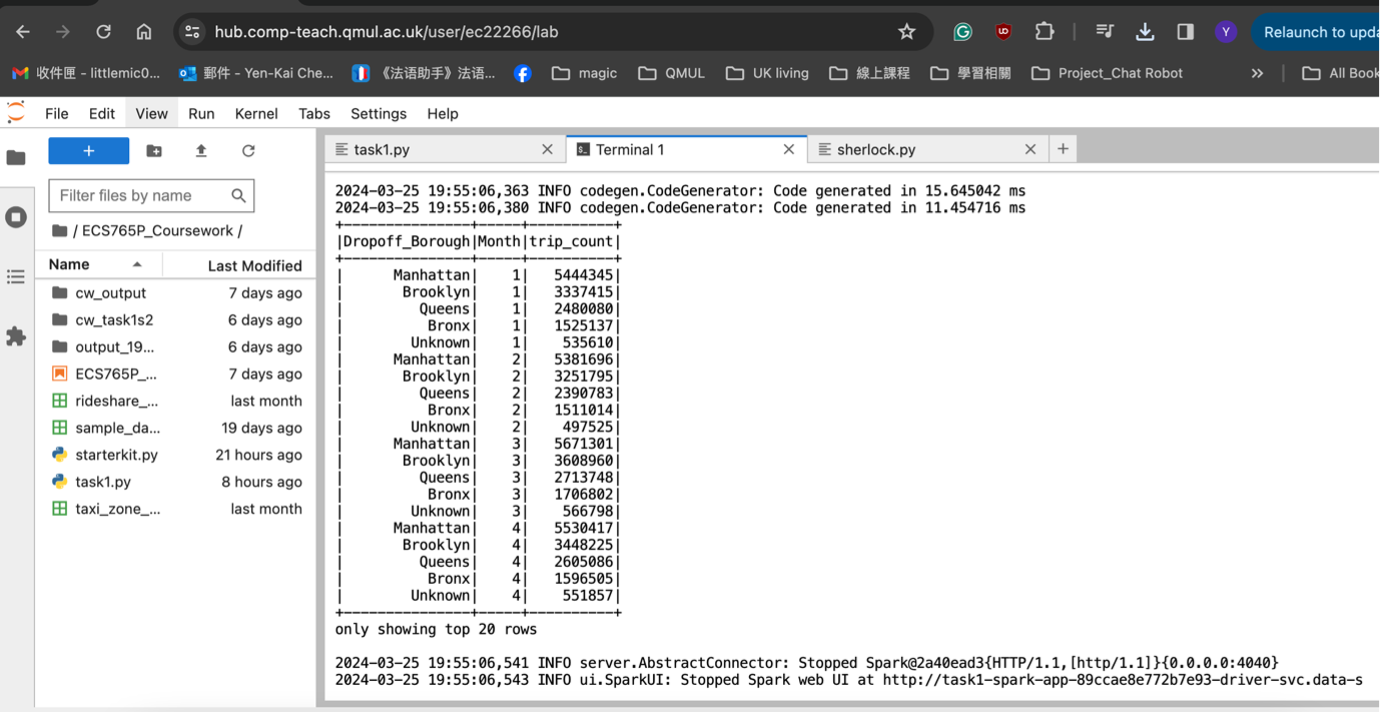 hub.comp-teach.qmul.ac.uk/user/ec22266/lab
Y
Relaunch to upda
收件匣 - littlemic0...
郵件 - Yen-Kai Che...
《法语助手》法语...
magic
QMUL
UK living
線上課程
學習相關
Project_Chat Robot
»
All Book
File Edit View Run Kernel Tabs Settings Help
+
Filter files by name
/ ECS765P_Coursework /
Name Last Modified
cw_output 7 days ago
cw_task1s2 6 days ago
output_19... 6 days ago
ECS765P_... 7 days ago
rideshare_... last month
sample_da... 19 days ago
starterkit.py 21 hours ago
task1.py 8 hours ago
taxi_zone_... last month
task1.py
Terminal 1
sherlock.py
2024-03-25 19:55:06,363 INFO codegen.CodeGenerator: Code generated in 15.645042 ms
2024-03-25 19:55:06,380 INFO codegen.CodeGenerator: Code generated in 11.454716 ms
+---------------+-----+----------+
|Dropoff_Borough|Month|trip_count|
+---------------+-----+----------+
|      Manhattan|    1|   5444345|
|       Brooklyn|    1|   3337415|
|         Queens|    1|   2480080|
|          Bronx|    1|   1525137|
|        Unknown|    1|    535610|
|      Manhattan|    2|   5381696|
|       Brooklyn|    2|   3251795|
|         Queens|    2|   2390783|
|          Bronx|    2|   1511014|
|        Unknown|    2|    497525|
|      Manhattan|    3|   5671301|
|       Brooklyn|    3|   3608960|
|         Queens|    3|   2713748|
|          Bronx|    3|   1706802|
|        Unknown|    3|    566798|
|      Manhattan|    4|   5530417|
|       Brooklyn|    4|   3448225|
|         Queens|    4|   2605086|
|          Bronx|    4|   1596505|
|        Unknown|    4|    551857|
+---------------+-----+----------+
only showing top 20 rows
2024-03-25 19:55:06,541 INFO server.AbstractConnector: Stopped Spark@2a40ead3{HTTP/1.1,[http/1.1]}{0.0.0.0:4040}
2024-03-25 19:55:06,543 INFO ui.SparkUI: Stopped Spark web UI at http://task1-spark-app-89ccae8e772b7e93-driver-svc.data-s